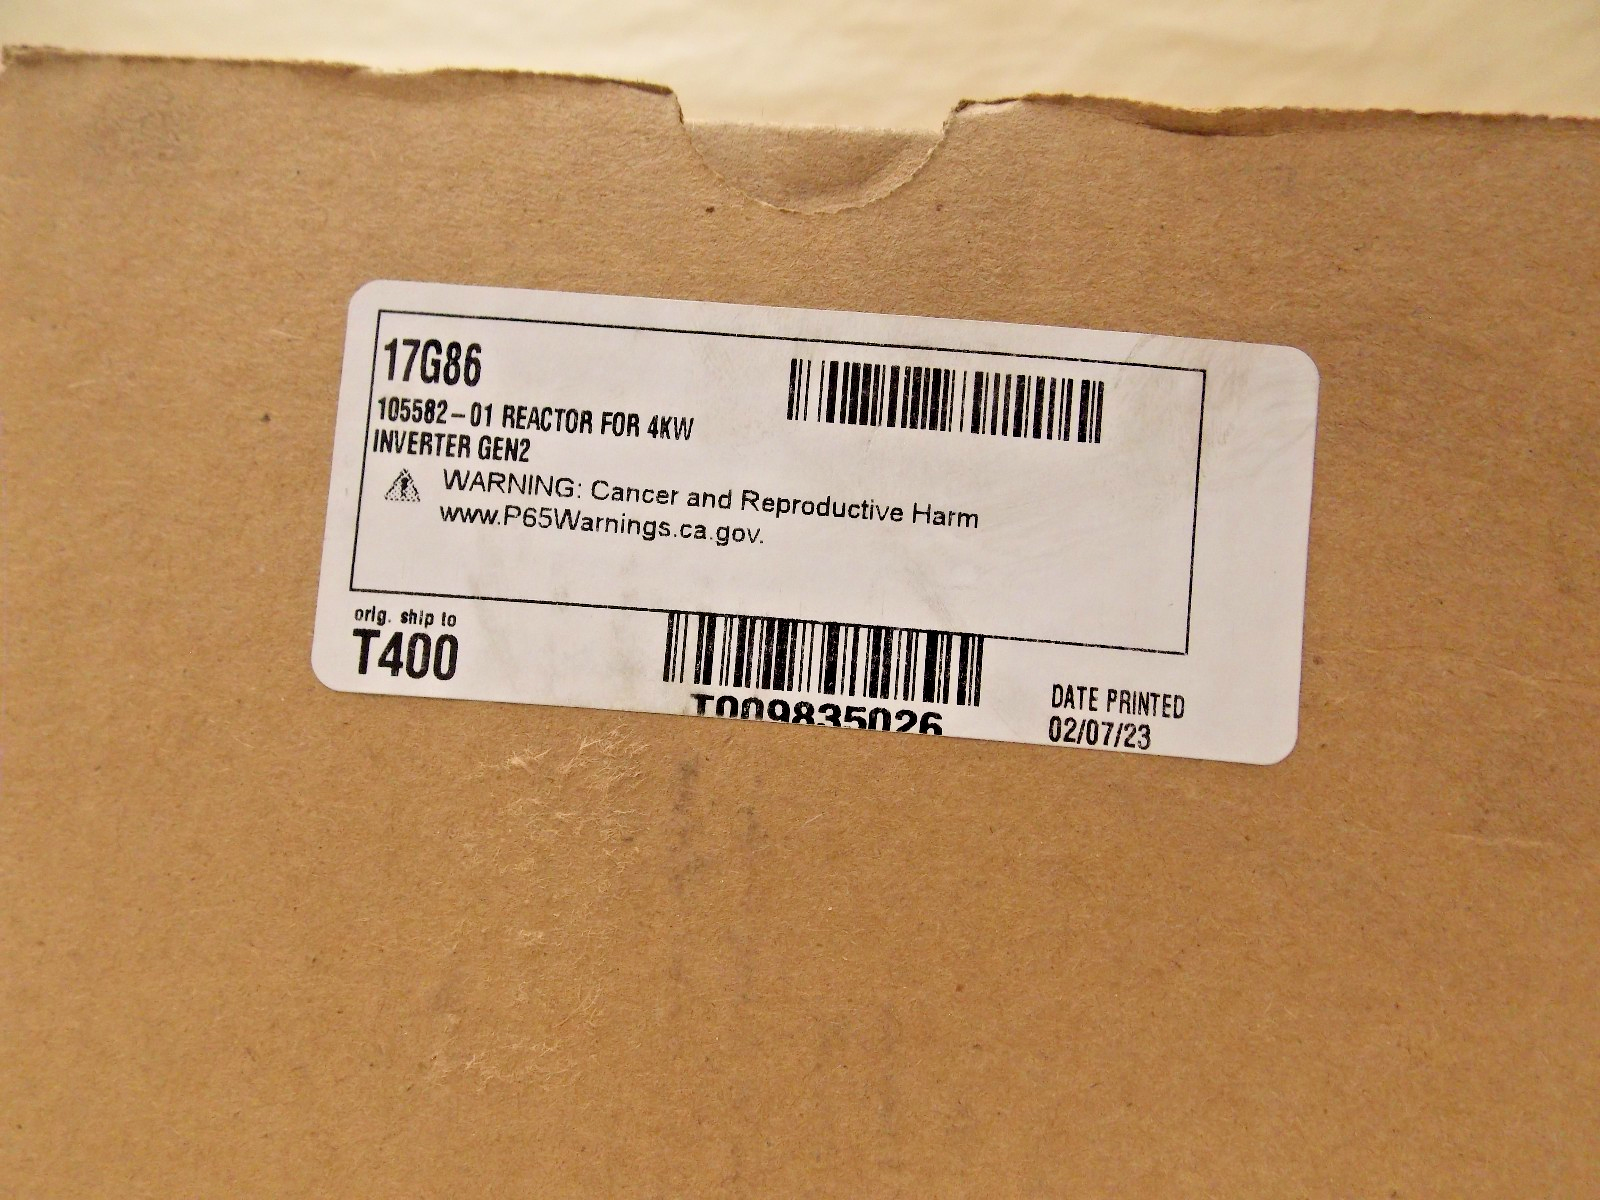 17G86
105582-01 REACTOR FOR 4KW
INVERTER GEN2
WARNING: Cancer and Reproductive Harm
www.P65Warnings.ca.gov.
orig. ship to
T400
T009835026
DATE PRINTED
02/07/23